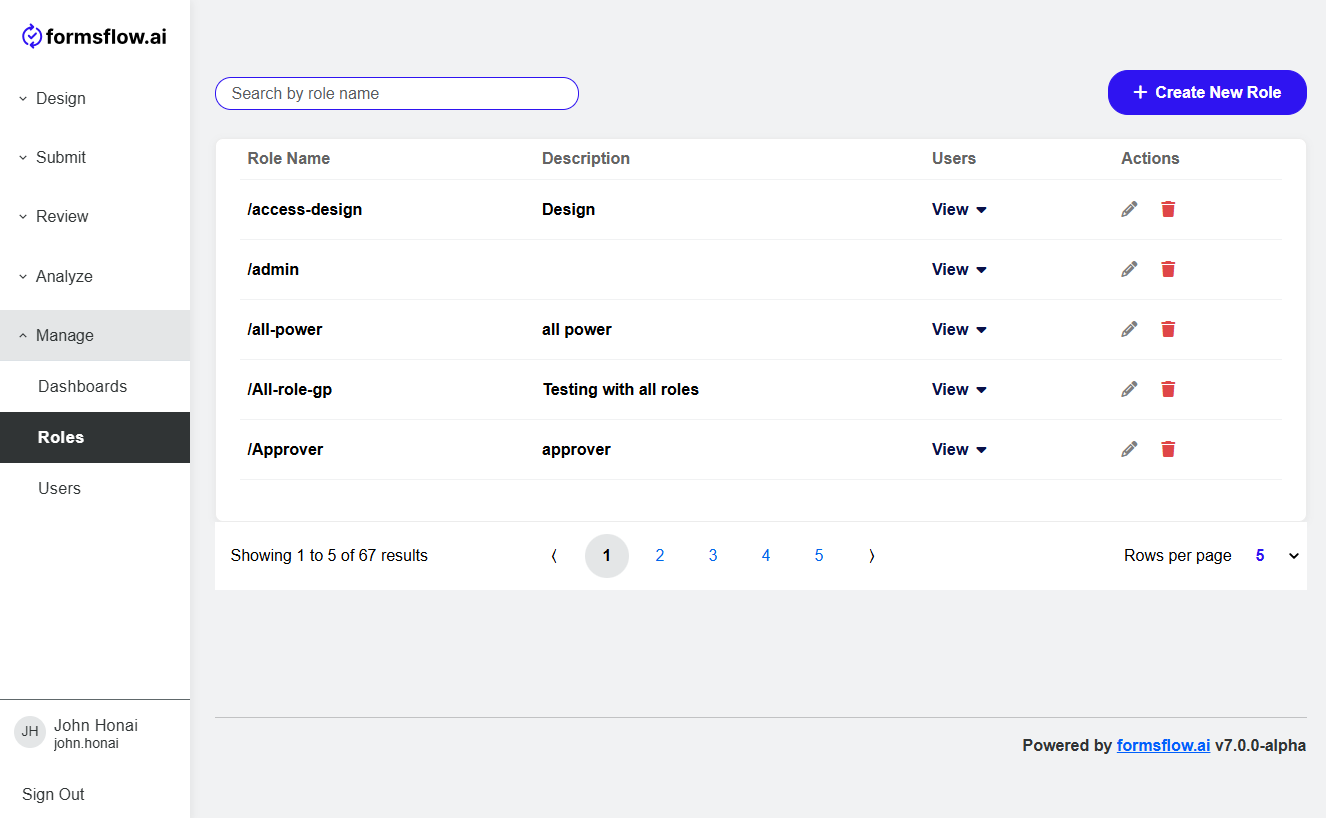 formsflow.ai
Design
Submit
Review
Analyze
Manage
Dashboards
Roles
Users
JH
John Honai
john.honai
Sign Out
Search by role name
+ Create New Role
Role Name Description Users Actions
/access-design Design View
/admin View
/all-power all power View
/All-role-gp Testing with all roles View
/Approver approver View
Showing 1 to 5 of 67 results 1 2 3 4 5 Rows per page 5
Powered by formsflow.ai v7.0.0-alpha